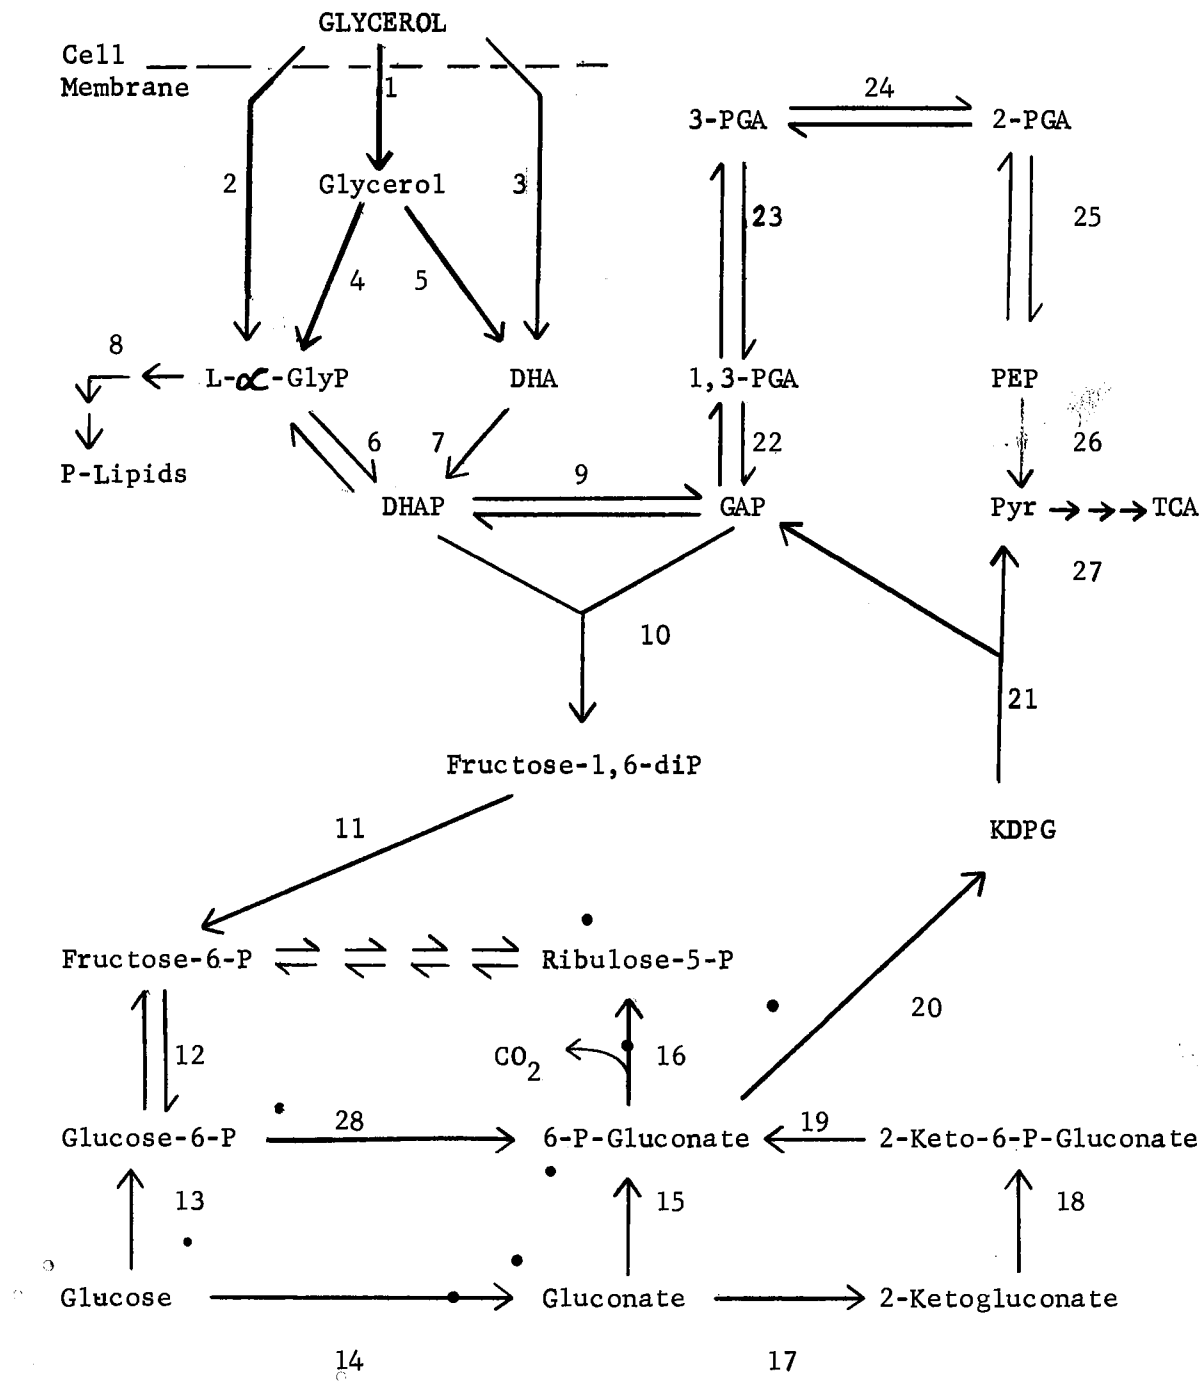 GLYCEROL
Cell
Membrane
1
24
3-PGA
2-PGA
2
Glycerol
3
23
25
4
5
8
L-α-GlyP
DHA
1,3-PGA
PEP
6
7
22
26
P-Lipids
9
DHAP
GAP
Pyr
TCA
27
10
21
Fructose-1,6-diP
11
KDPG
Fructose-6-P
Ribulose-5-P
20
12
CO2
16
28
19
Glucose-6-P
6-P-Gluconate
2-Keto-6-P-Gluconate
13
15
18
Glucose
Gluconate
2-Ketogluconate
14
17